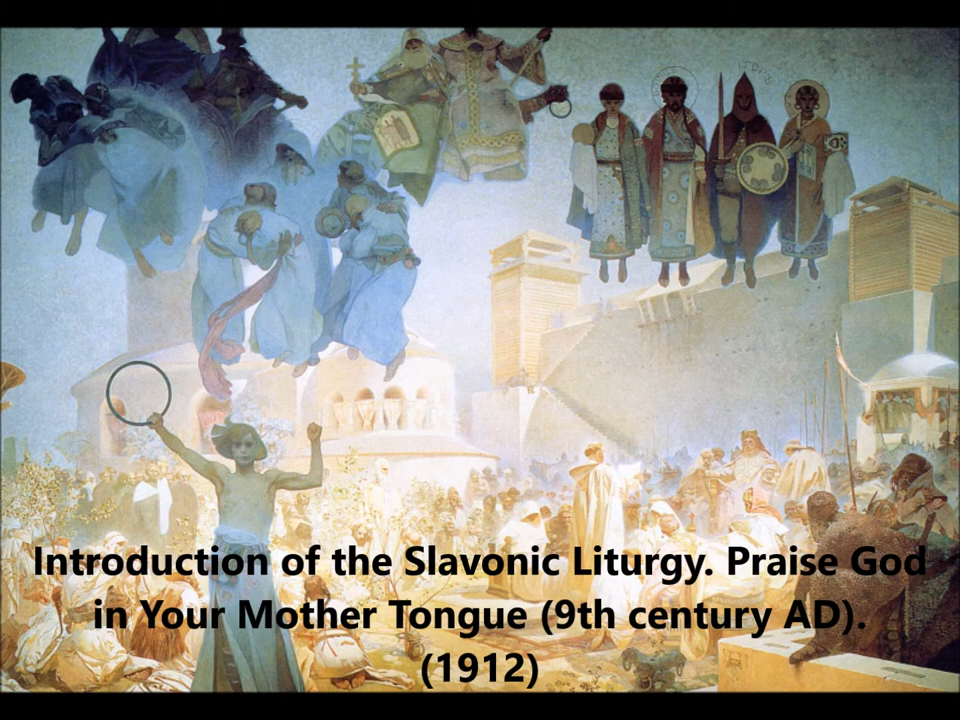 Introduction of the Slavonic Liturgy. Praise God
in Your Mother Tongue (9th century AD).
(1912)